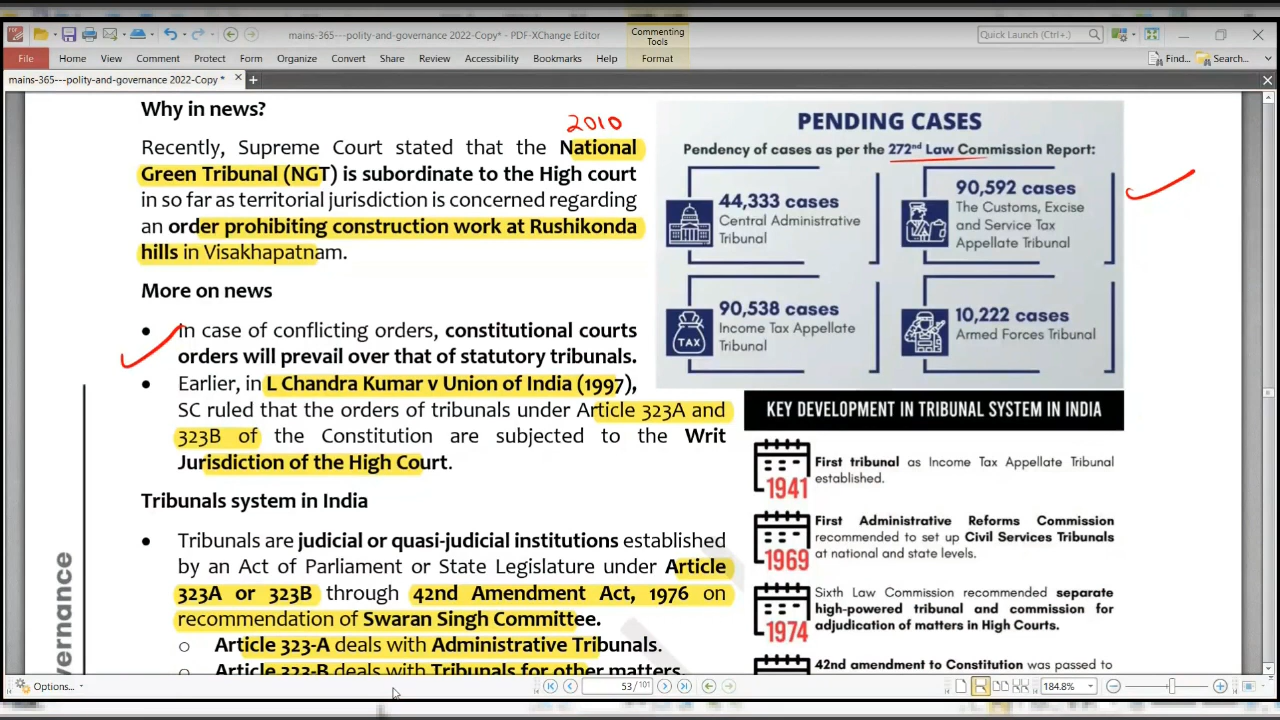 mains-365---polity-and-governance 2022-Copy* - PDF-XChange Editor
Commenting
Tools
Quick Launch (Ctrl+.)
File Home View Comment Protect Form Organize Convert Share Review Accessibility Bookmarks Help Format
Find... Search...
mains-365---polity-and-governance 2022-Copy *
Why in news?
2010
Recently, Supreme Court stated that the National
Green Tribunal (NGT) is subordinate to the High court
in so far as territorial jurisdiction is concerned regarding
an order prohibiting construction work at Rushikonda
hills in Visakhapatnam.
More on news
• In case of conflicting orders, constitutional courts
orders will prevail over that of statutory tribunals.
• Earlier, in L Chandra Kumar v Union of India (1997),
SC ruled that the orders of tribunals under Article 323A and
323B of the Constitution are subjected to the Writ
Jurisdiction of the High Court.
Tribunals system in India
• Tribunals are judicial or quasi-judicial institutions established
by an Act of Parliament or State Legislature under Article
323A or 323B through 42nd Amendment Act, 1976 on
recommendation of Swaran Singh Committee.
o Article 323-A deals with Administrative Tribunals.
o Article 323-B deals with Tribunals for other matters.
PENDING CASES
Pendency of cases as per the 272nd Law Commission Report:
44,333 cases
Central Administrative
Tribunal
90,592 cases
The Customs, Excise
and Service Tax
Appellate Tribunal
TAX
90,538 cases
Income Tax Appellate
Tribunal
10,222 cases
Armed Forces Tribunal
KEY DEVELOPMENT IN TRIBUNAL SYSTEM IN INDIA
1941
First tribunal as Income Tax Appellate Tribunal
established.
1969
First Administrative Reforms Commission
recommended to set up Civil Services Tribunals
at national and state levels.
1974
Sixth Law Commission recommended separate
high-powered tribunal and commission for
adjudication of matters in High Courts.
42nd amendment to Constitution was passed to
vernance
Options...
53 /101
184.8%